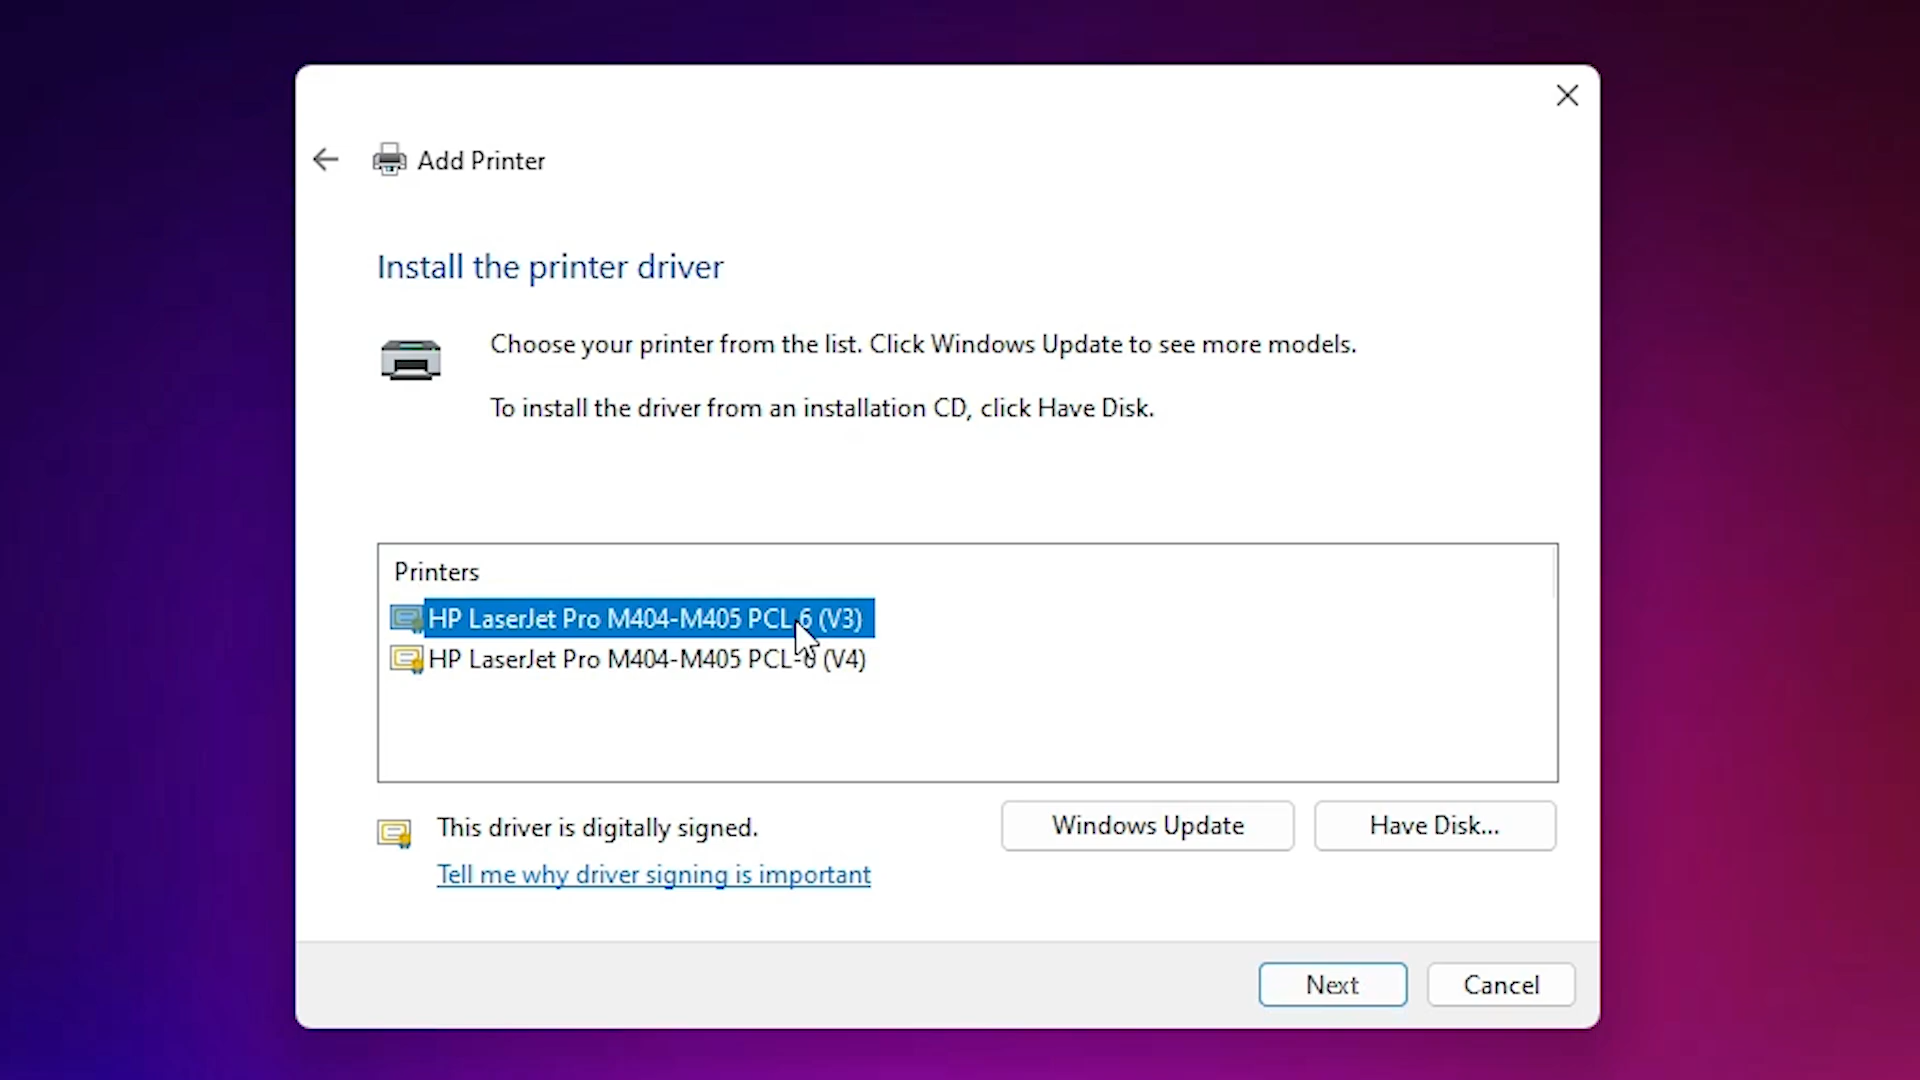 Add Printer
Install the printer driver
Choose your printer from the list. Click Windows Update to see more models.
To install the driver from an installation CD, click Have Disk.
Printers
HP LaserJet Pro M404-M405 PCL 6 (V3)
HP LaserJet Pro M404-M405 PCL-6 (V4)
This driver is digitally signed.
Windows Update
Have Disk...
Tell me why driver signing is important
Next
Cancel